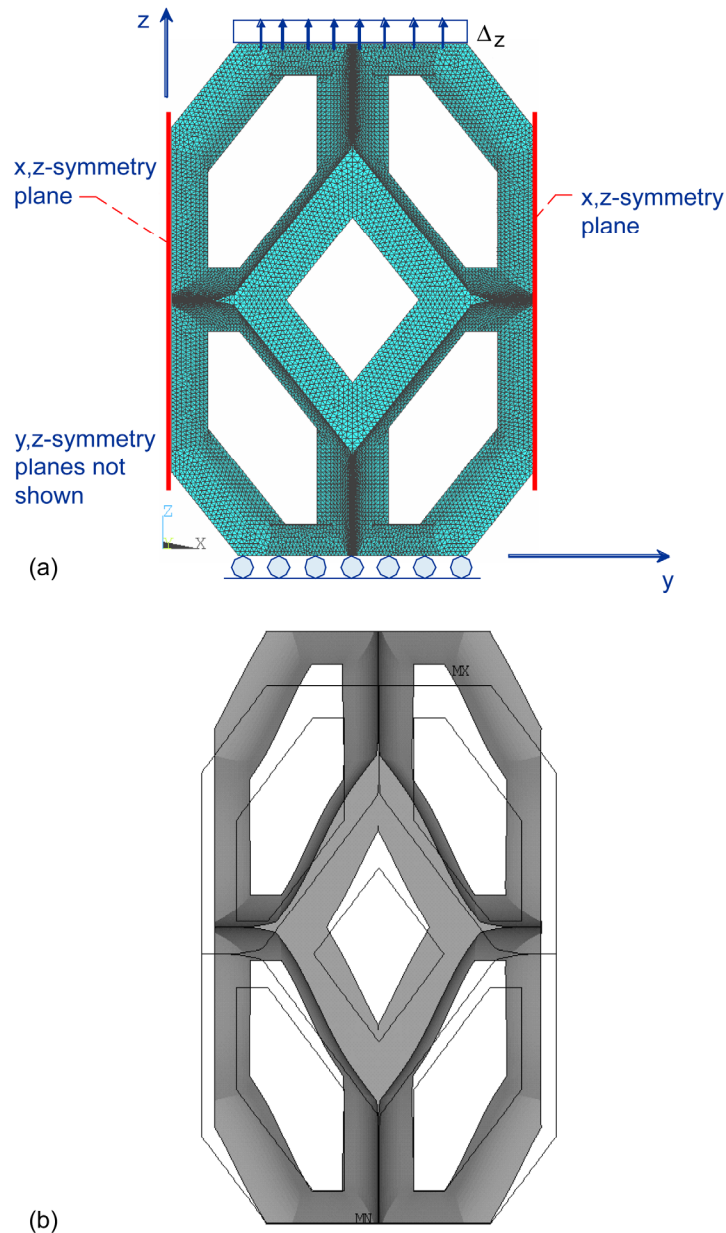 z
Δz
x,z-symmetry
plane
x,z-symmetry
plane
y,z-symmetry
planes not
shown
Z
X
(a)
y
MX
MN
(b)